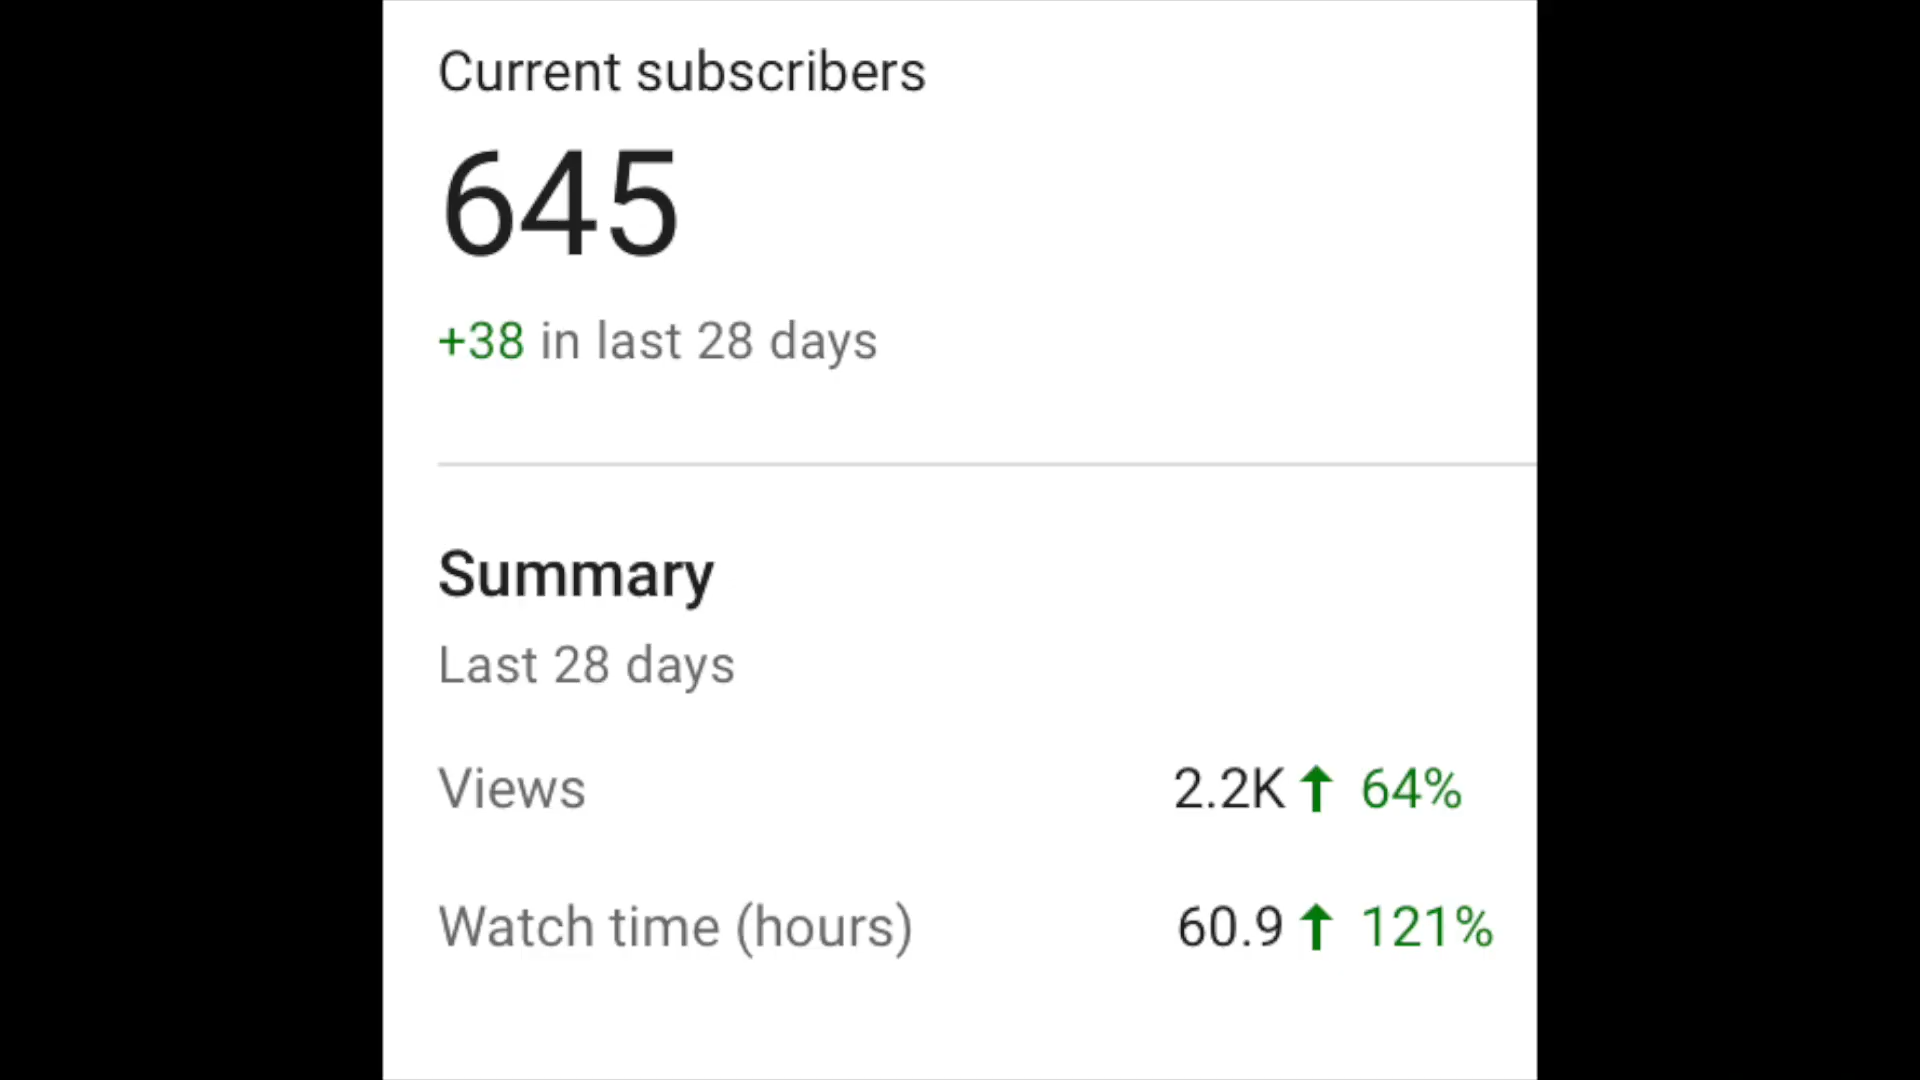 Current subscribers
645
+38 in last 28 days
Summary
Last 28 days
Views 2.2K 64%
Watch time (hours) 60.9 121%